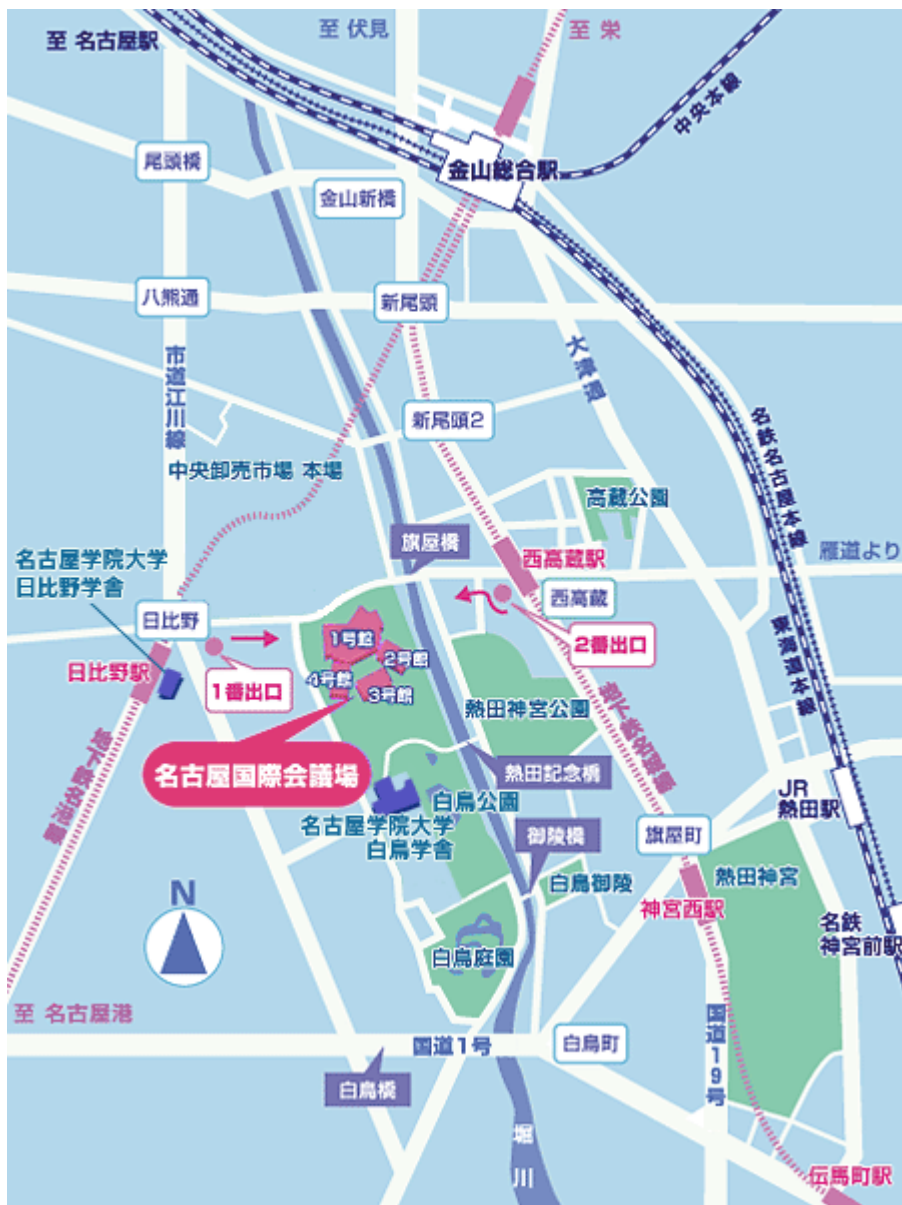 至 名古屋駅
至 伏見
至 栄
中央本線
金山総合駅
尾頭橋
金山新橋
八熊通
新尾頭
市道江川線
大津通
新尾頭2
中央卸売市場 本場
名鉄名古屋本線
高蔵公園
旗屋橋
西高蔵駅
雁道より
名古屋学院大学
日比野学舎
日比野
西高蔵
1号館
2号館
2番出口
日比野駅
4号館
3号館
1番出口
東海道本線
熱田神宮公園
地下鉄名港線
地下鉄名城線
名古屋国際会議場
熱田記念橋
JR
熱田駅
白鳥公園
名古屋学院大学
白鳥学舎
御陵橋
旗屋町
熱田神宮
白鳥御陵
神宮西駅
N
名鉄
神宮前駅
白鳥庭園
至 名古屋港
国道1号
白鳥町
国道19号
白鳥橋
堀川
伝馬町駅